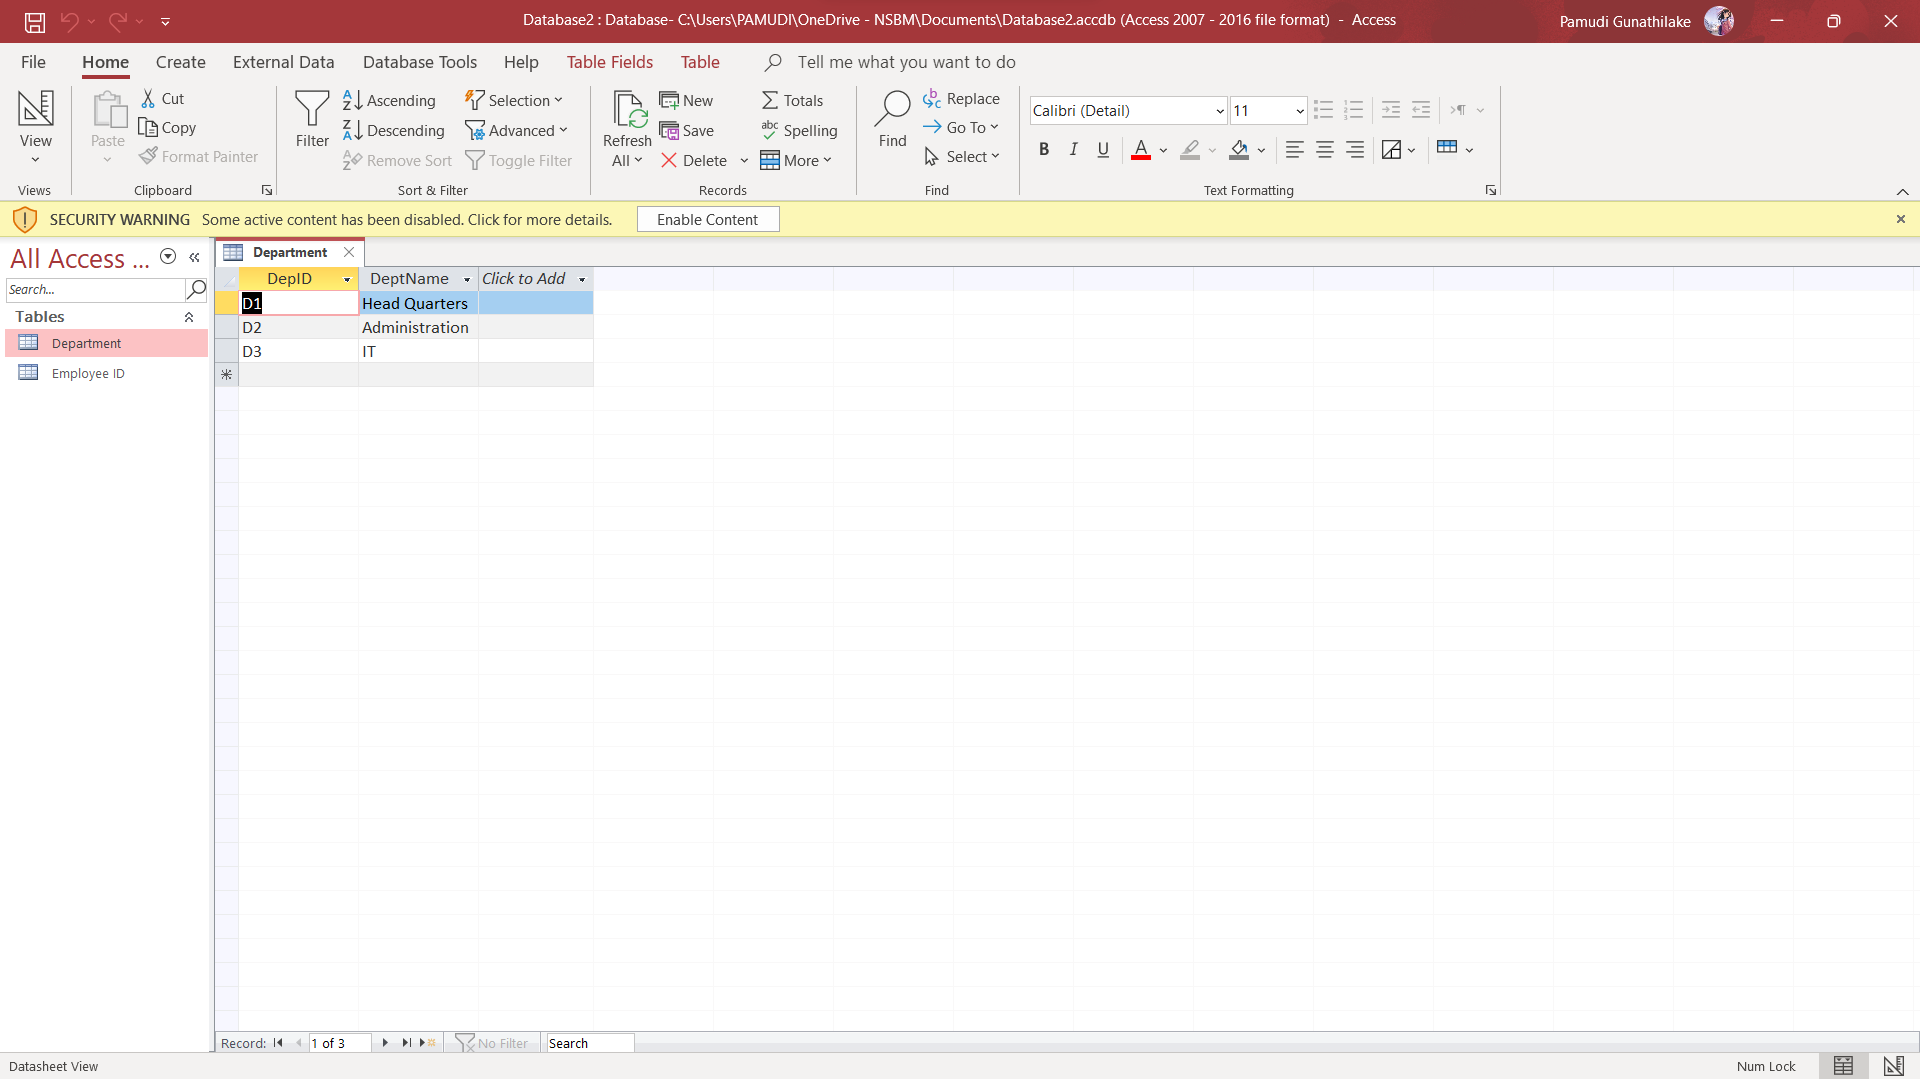 Database2 : Database- C:\Users\PAMUDI\OneDrive - NSBM\Documents\Database2.accdb (Access 2007 - 2016 file format) - Access
Pamudi Gunathilake
File Home Create External Data Database Tools Help Table Fields Table Tell me what you want to do
View
Views
Paste
Cut
Copy
Format Painter
Clipboard
Filter
Ascending
Descending
Remove Sort
Selection
Advanced
Toggle Filter
Sort & Filter
Refresh
All
New
Save
Delete
Totals
Spelling
More
Records
Find
Replace
Go To
Select
Find
Calibri (Detail) 11
B I U A
Text Formatting
SECURITY WARNING Some active content has been disabled. Click for more details. Enable Content
All Access ...
Search...
Tables
Department
Employee ID
Department
DepID DeptName Click to Add
D1 Head Quarters
D2 Administration
D3 IT
Record: 1 of 3 No Filter Search
Datasheet View
Num Lock